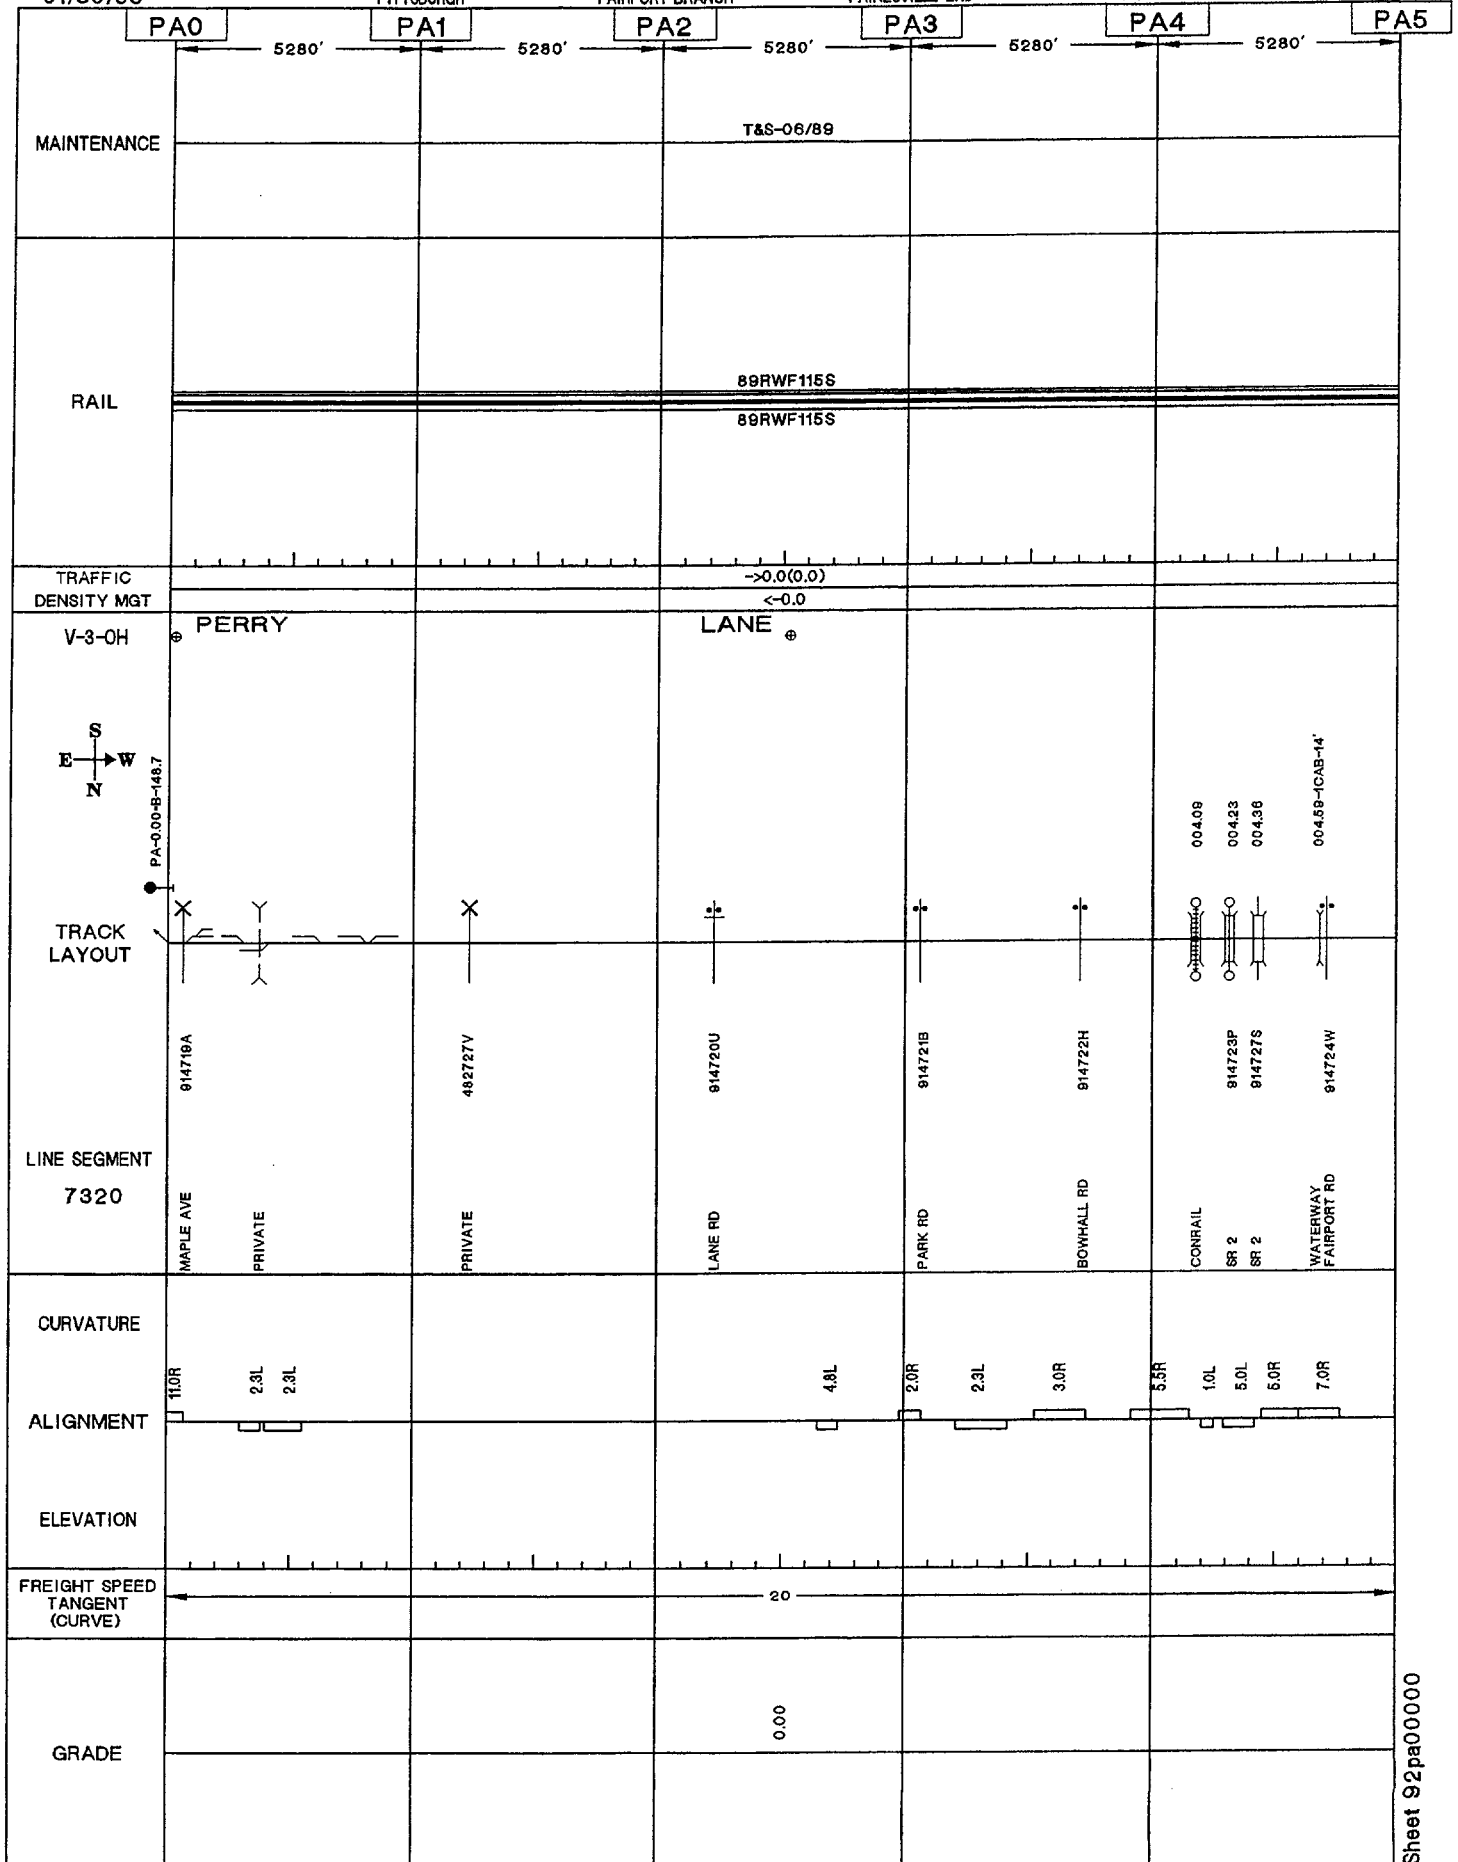 PA0 PA1 PA2 PA3 PA4 PA5
5280' 5280' 5280' 5280' 5280'
MAINTENANCE
T&S-06/89
RAIL
89RWF115S
89RWF115S
TRAFFIC
DENSITY MGT
->0.0(0.0)
<-0.0
V-3-OH
PERRY
LANE
S
E W
N
PA-0.00-B-148.7
004.09
004.23
004.36
004.59-1CAB-14'
TRACK
LAYOUT
914719A
482727V
914720U
914721B
914722H
914723P
914727S
914724W
LINE SEGMENT
7320
MAPLE AVE
PRIVATE
PRIVATE
LANE RD
PARK RD
BOWHALL RD
CONRAIL
SR 2
SR 2
WATERWAY
FAIRPORT RD
CURVATURE
11.0R
2.3L
2.3L
4.8L
2.0R
2.3L
3.0R
5.5R
1.0L
5.0L
7.0R
ALIGNMENT
ELEVATION
FREIGHT SPEED
TANGENT
(CURVE)
20
GRADE
0.00
Sheet 92pa00000